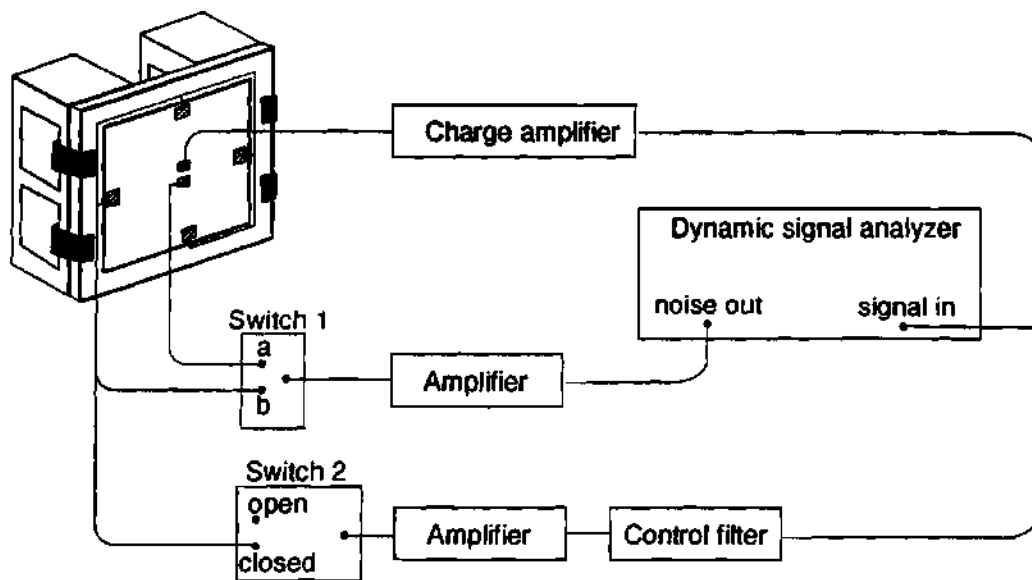 Charge amplifier
Dynamic signal analyzer
noise out
signal in
Switch 1
a
b
Amplifier
Switch 2
open
closed
Amplifier
Control filter